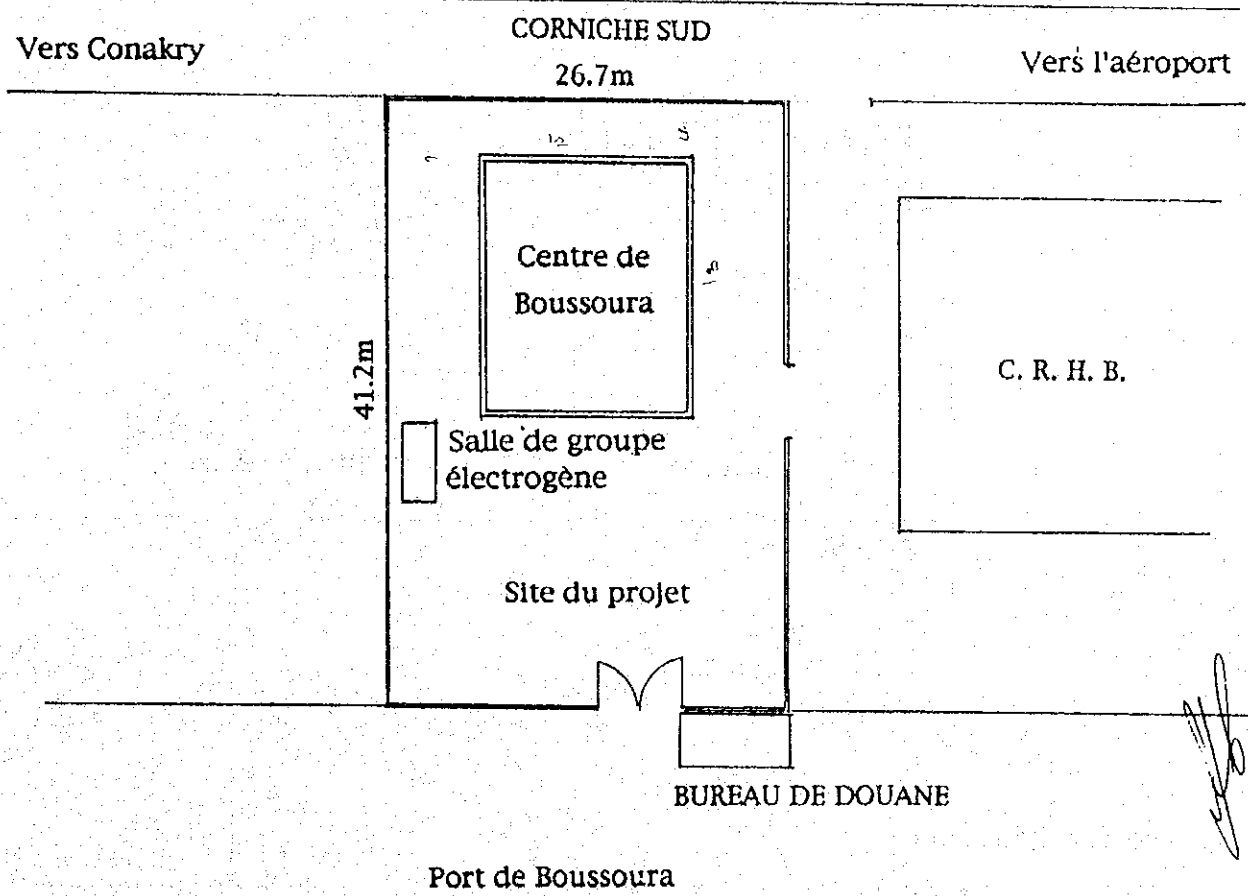 CORNICHE SUD
Vers Conakry
Vers l'aéroport
26.7m
Centre de
Boussoura
41.2m
C. R. H. B.
Salle de groupe
électrogène
Site du projet
BUREAU DE DOUANE
Port de Boussoura